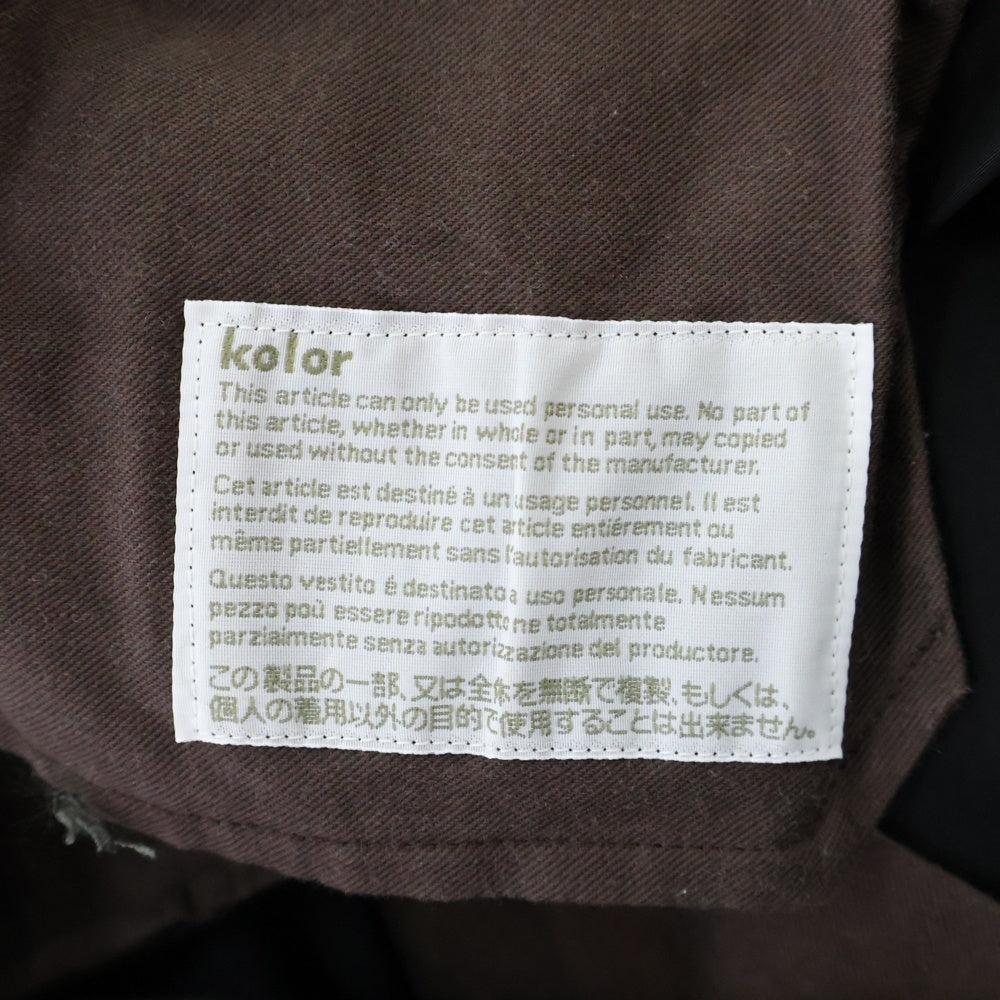 kolor
This article can only be used personal use. No part of
this article, whether in whole or in part, may copied
or used without the consent of the manufacturer.
Cet article est destiné à un usage personnel. Il est
interdit de reproduire cet article entiérement ou
même partiellement sans l'autorisation du fabricant.
Questo vestito é destinato a uso personale. Nessum
pezzo poù essere ripodotto ne totalmente
parziaimente senza autorizzazione del productore.
この製品の一部、又は全体を無断で複製、もしくは、
個人の着用以外の目的で使用することは出来ません。